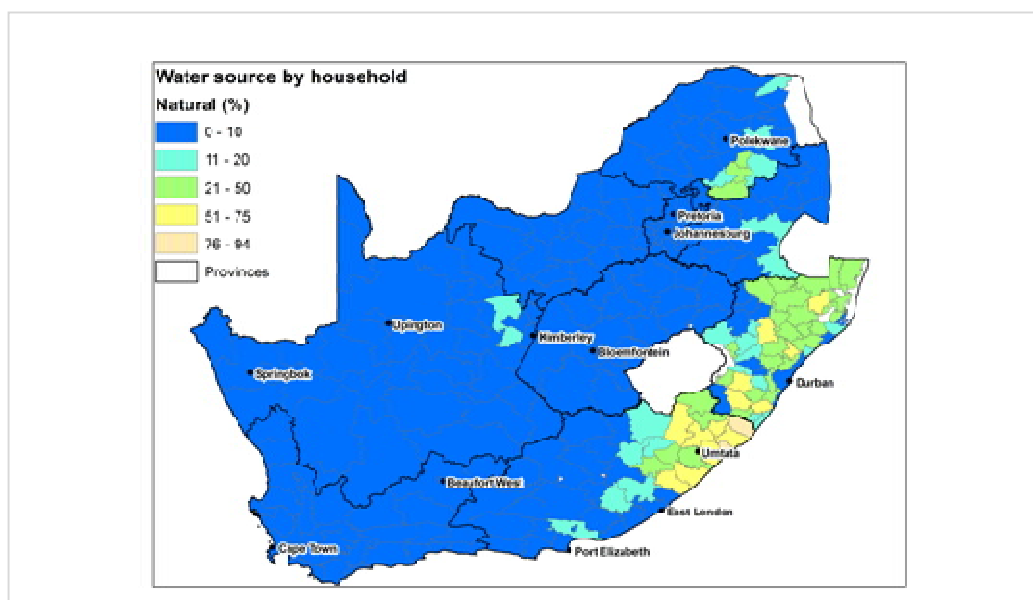 Water source by household
Natural (%)
0 - 10
11 - 20
21 - 50
51 - 75
76 - 94
Provinces
Polekwane
Pretoria
Johannesburg
Upington
Kimberley
Bloemfontein
Springbok
Durban
Umtata
Beaufort West
East London
Cape Town
Port Elizabeth